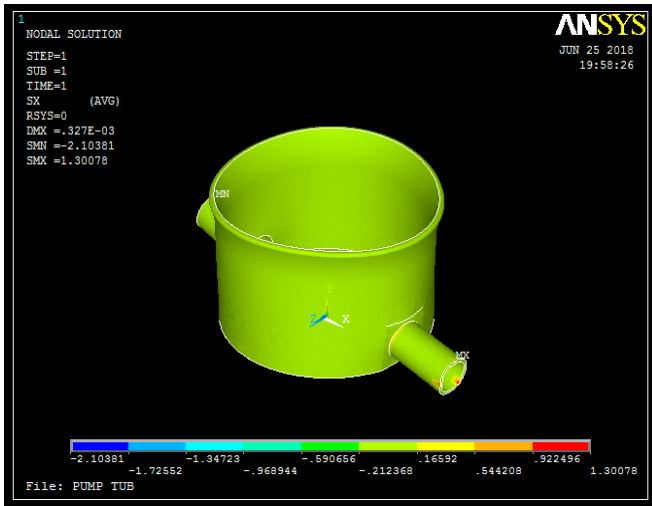 1
NODAL SOLUTION
ANSYS
JUN 25 2018
19:58:26
STEP=1
SUB =1
TIME=1
SX (AVG)
RSYS=0
DMX =.327E-03
SMN =-2.10381
SMX =1.30078
MN
Y
Z X
MX
-2.10381 -1.34723 -.590656 .16592 .922496
-1.72552 -.968944 -.212368 .544208 1.30078
File: PUMP TUB